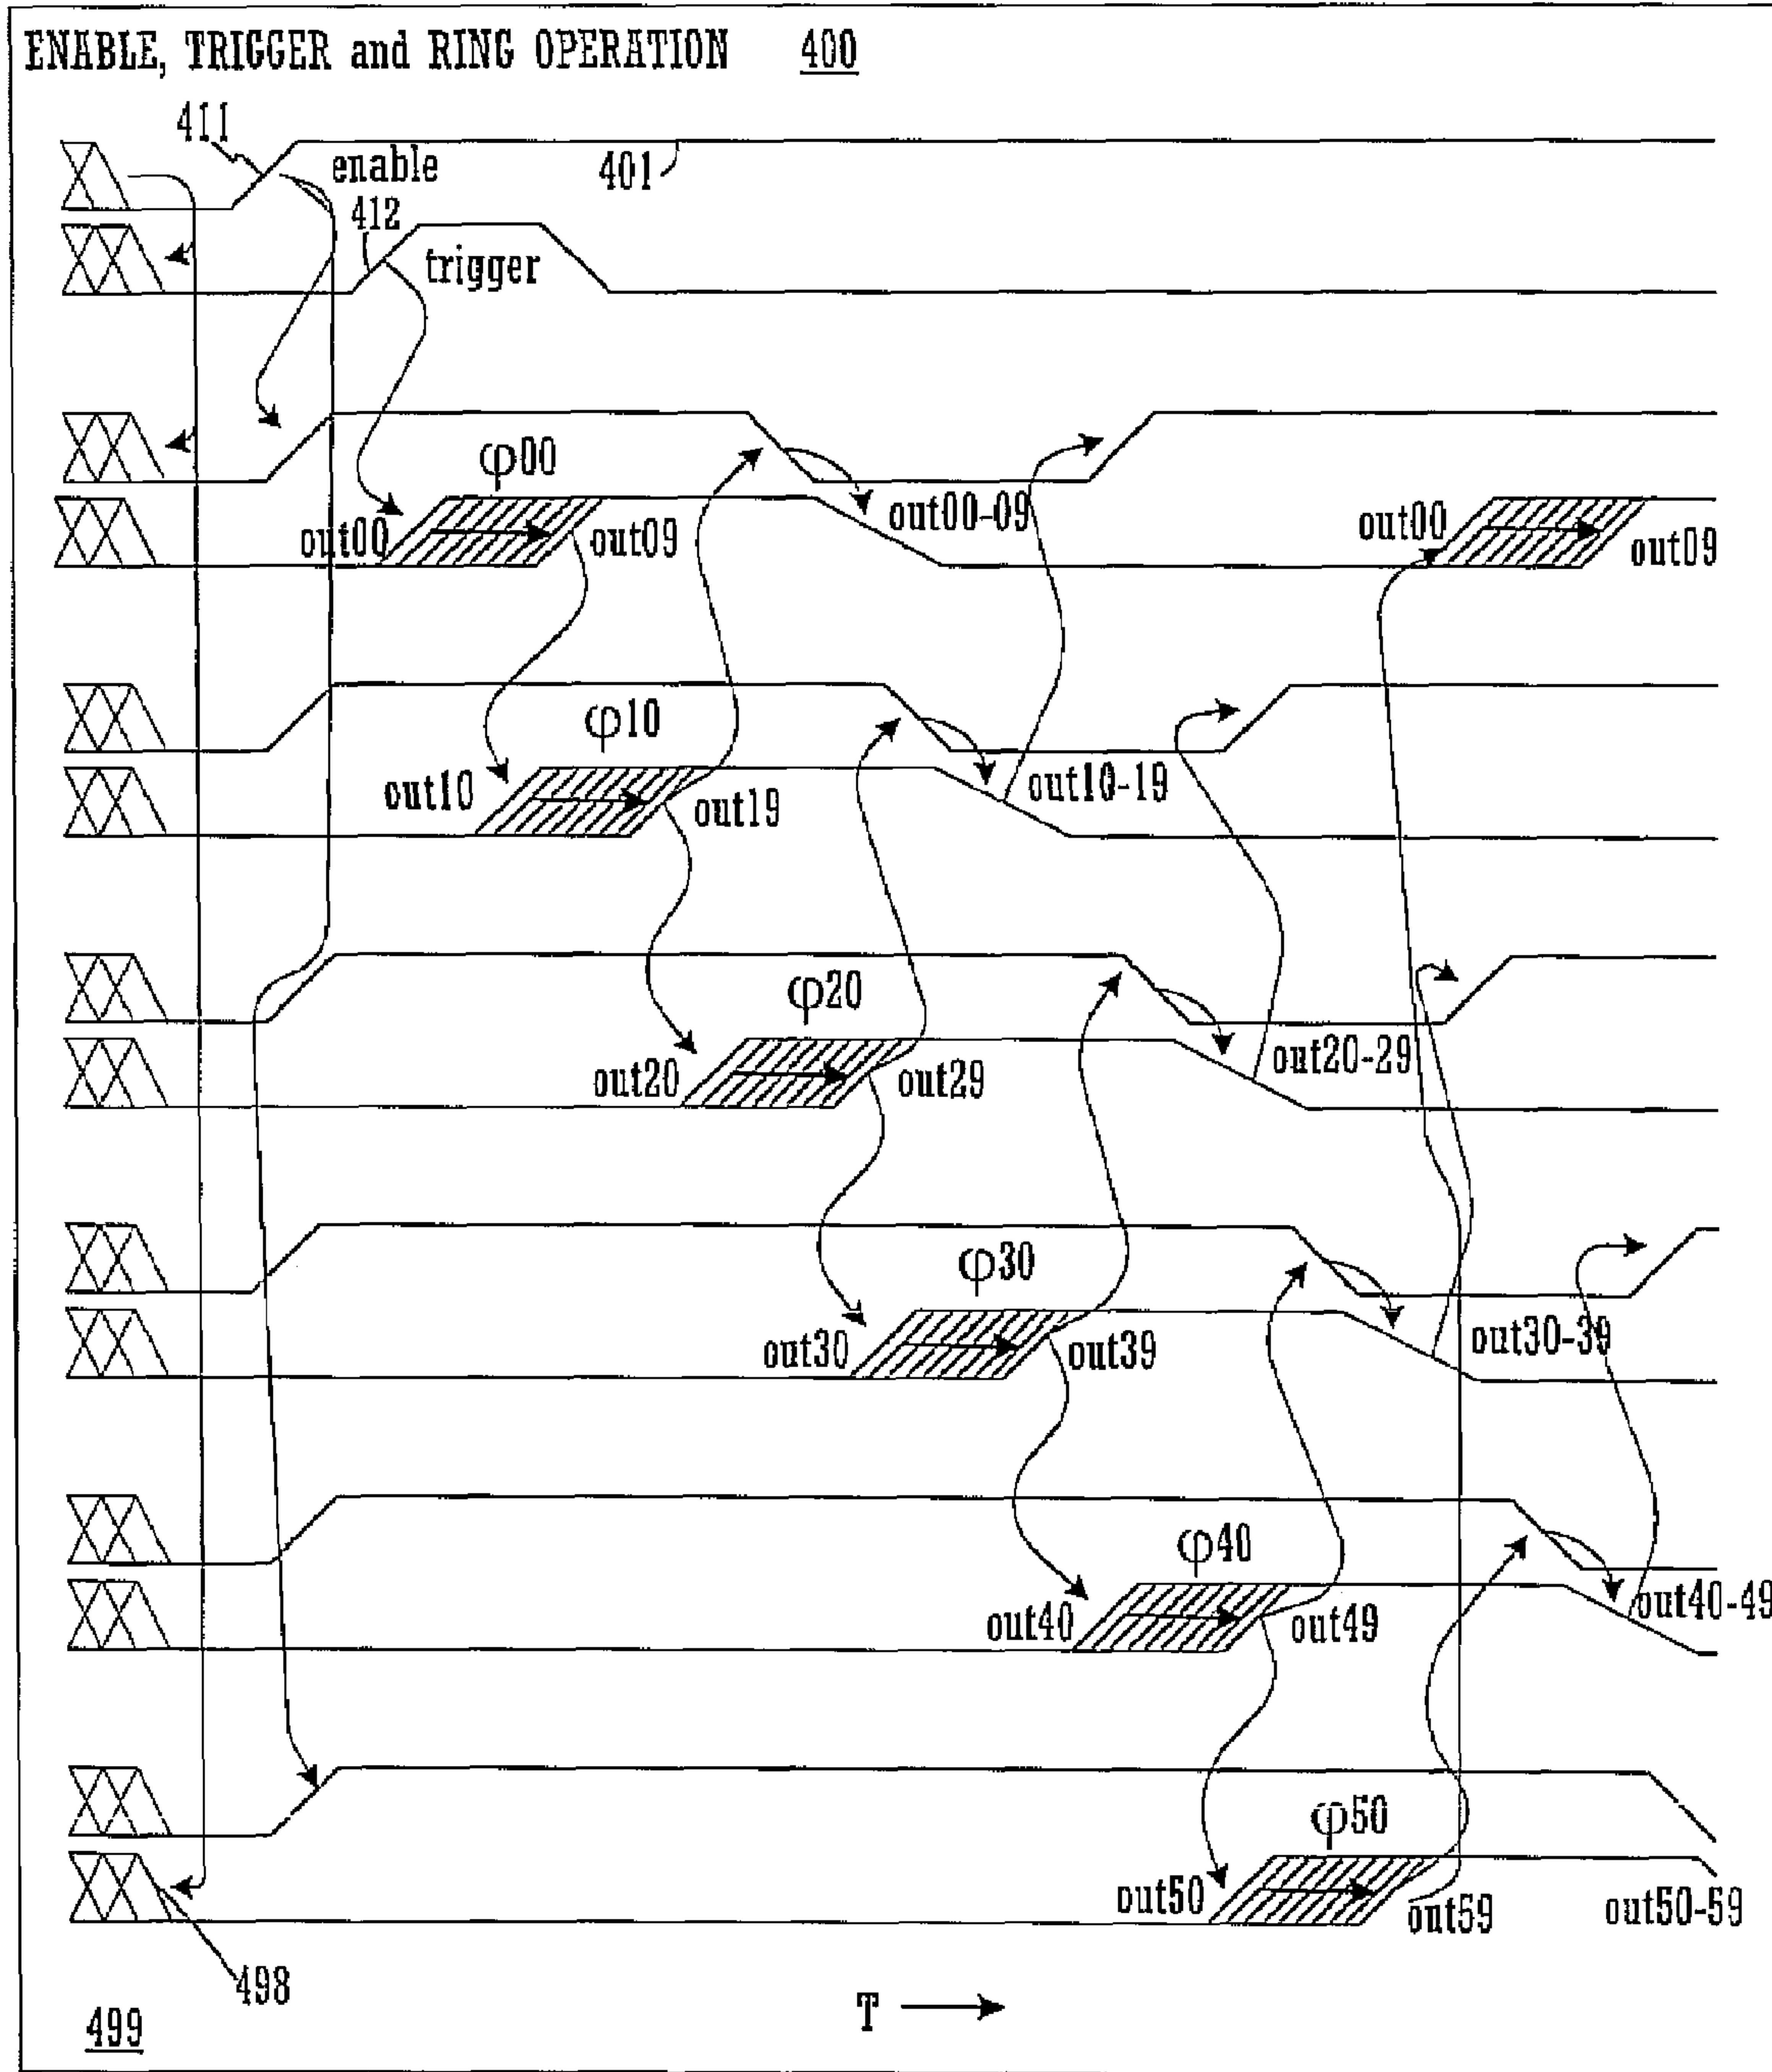 ENABLE, TRIGGER and RING OPERATION 400
411
enable
401
412
trigger
φ00
out00
out09
out00-09
out00
out09
φ10
out10
out19
out10-19
φ20
out20
out29
out20-29
φ30
out30
out39
out30-39
φ40
out40
out49
out40-49
φ50
out50
out59
out50-59
498
499
T